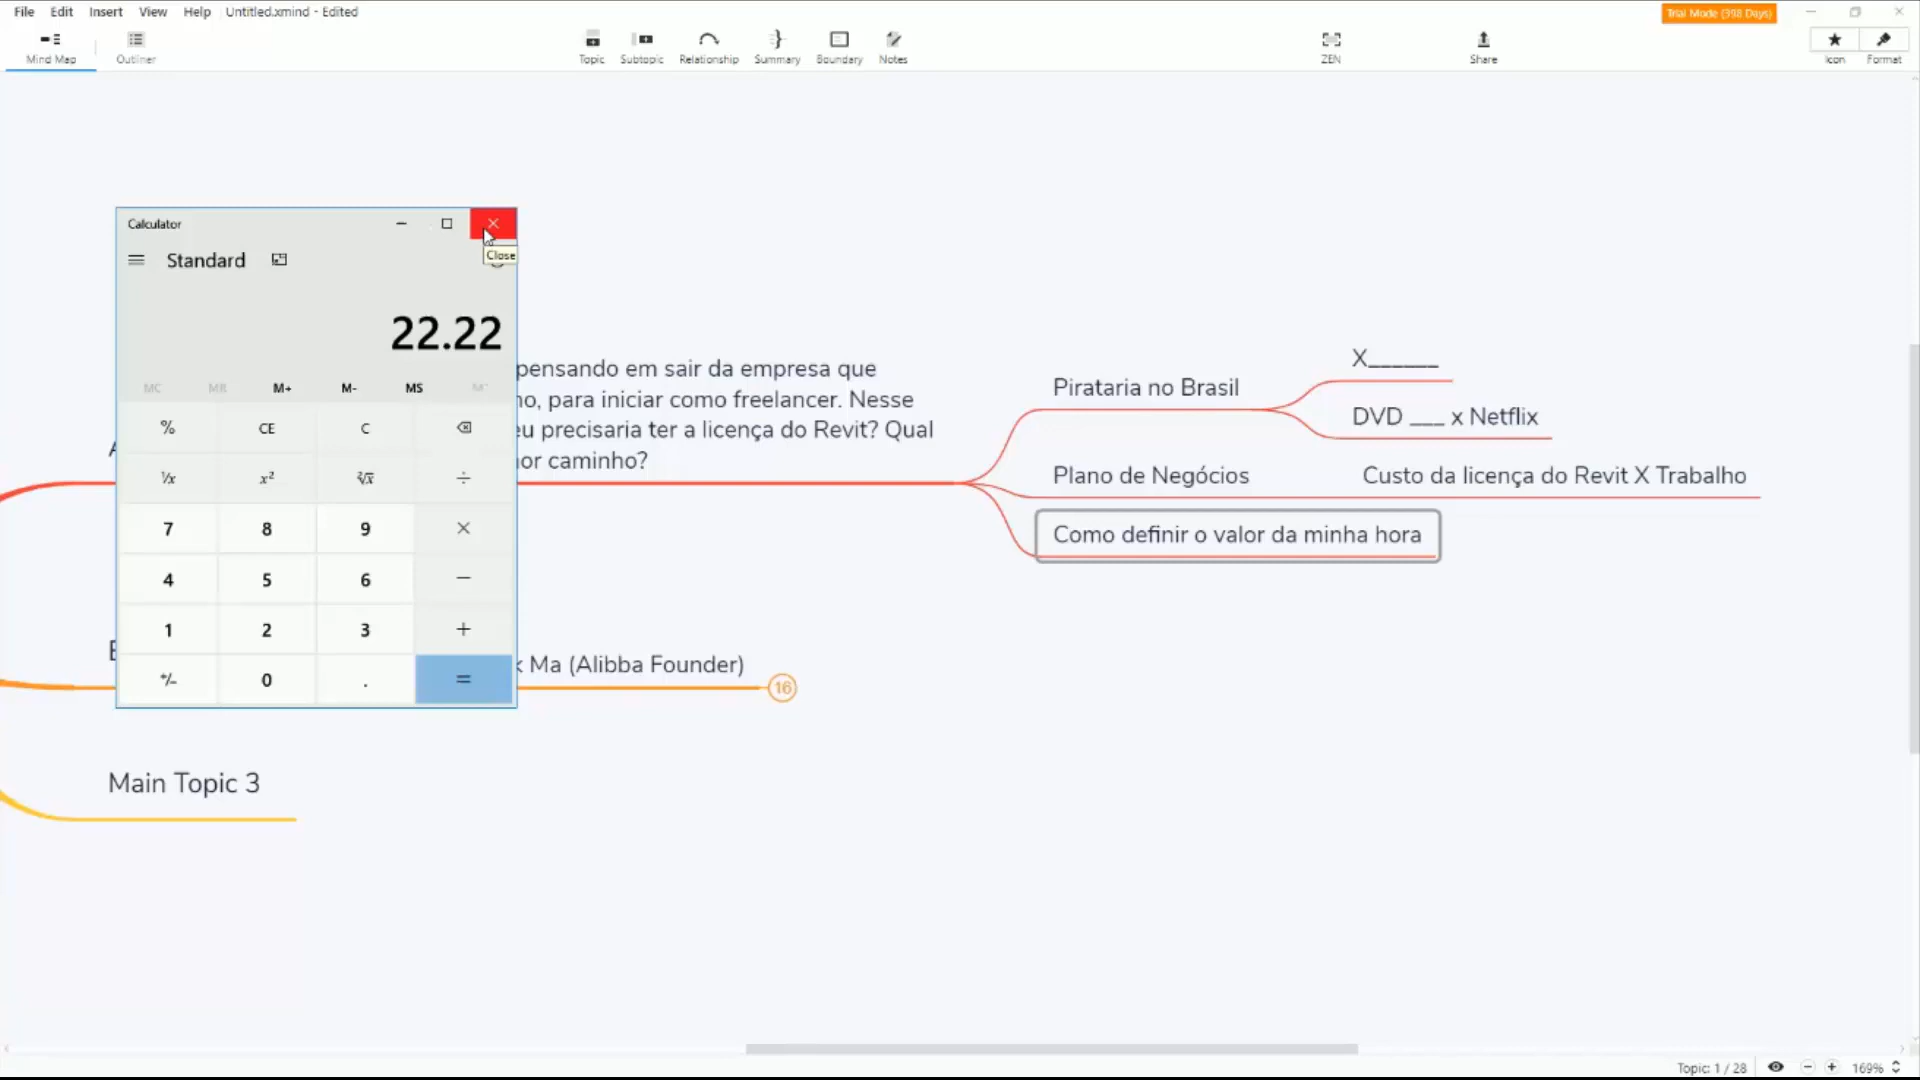 File Edit Insert View Help Untitled.xmind - Edited
Trial Mode (398 Days)
Mind Map
Outliner
Topic
Subtopic
Relationship
Summary
Boundary
Notes
ZEN
Share
Icon
Format
Calculator
Close
Standard
22.22
MC MR M+ M- MS
% CE C
⅟x x² ²√x ÷
7 8 9 ×
4 5 6 −
1 2 3 +
+/- 0 . =
pensando em sair da empresa que
para iniciar como freelancer. Nesse
eu precisaria ter a licença do Revit? Qual
caminho?
Pirataria no Brasil
X______
DVD ___ x Netflix
Plano de Negócios
Custo da licença do Revit X Trabalho
Como definir o valor da minha hora
Ma (Alibba Founder)
16
Main Topic 3
Topic: 1 / 28
169%